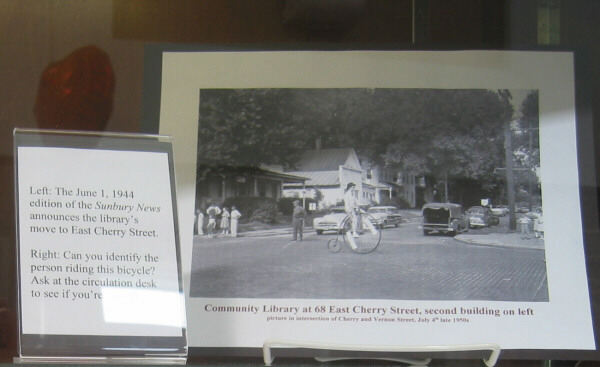 Left: The June 1, 1944
edition of the Sunbury News
announces the library's
move to East Cherry Street.
Right: Can you identify the
person riding this bicycle?
Ask at the circulation desk
to see if you're
Community Library at 68 East Cherry Street, second building on left
picture in intersection of Cherry and Vernon Street, July 4th late 1950s